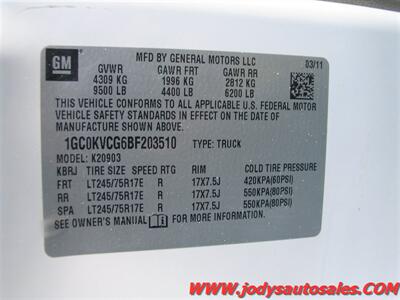 GM
MFD BY GENERAL MOTORS LLC
03/11
GVWR GAWR FRT GAWR RR
4309 KG 1996 KG 2812 KG
9500 LB 4400 LB 6200 LB
THIS VEHICLE CONFORMS TO ALL APPLICABLE U.S. FEDERAL MOTOR
VEHICLE SAFETY STANDARDS IN EFFECT ON THE DATE OF
MANUFACTURE SHOWN ABOVE.
1GC0KVCG6BF203510 TYPE: TRUCK
MODEL: K20903
KBRJ TIRE SIZE SPEED RTG RIM COLD TIRE PRESSURE
FRT LT245/75R17E R 17X7.5J 420KPA(60PSI)
RR LT245/75R17E R 17X7.5J 550KPA(80PSI)
SPA LT245/75R17E R 17X7.5J 550KPA(80PSI)
SEE OWNER'S MANUAL FOR MORE INFORMATION.
www.jodysautosales.com